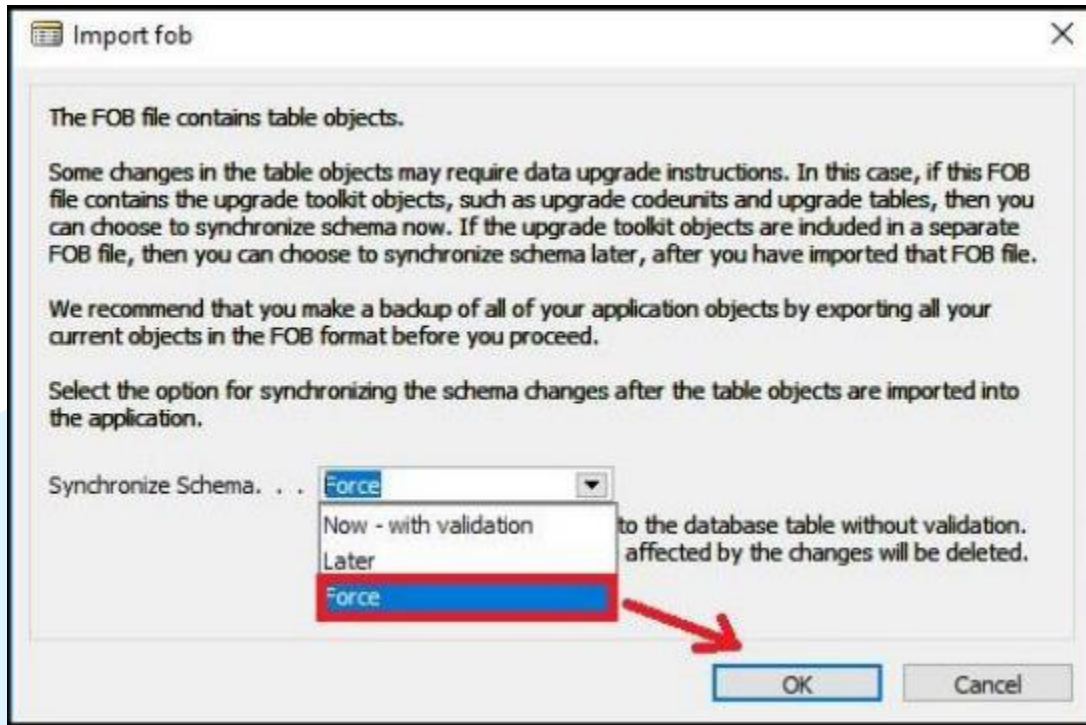 Import fob
The FOB file contains table objects.
Some changes in the table objects may require data upgrade instructions. In this case, if this FOB
file contains the upgrade toolkit objects, such as upgrade codeunits and upgrade tables, then you
can choose to synchronize schema now. If the upgrade toolkit objects are included in a separate
FOB file, then you can choose to synchronize schema later, after you have imported that FOB file.
We recommend that you make a backup of all of your application objects by exporting all your
current objects in the FOB format before you proceed.
Select the option for synchronizing the schema changes after the table objects are imported into
the application.
Synchronize Schema. . . Force
Now - with validation to the database table without validation.
Later affected by the changes will be deleted.
Force
OK Cancel